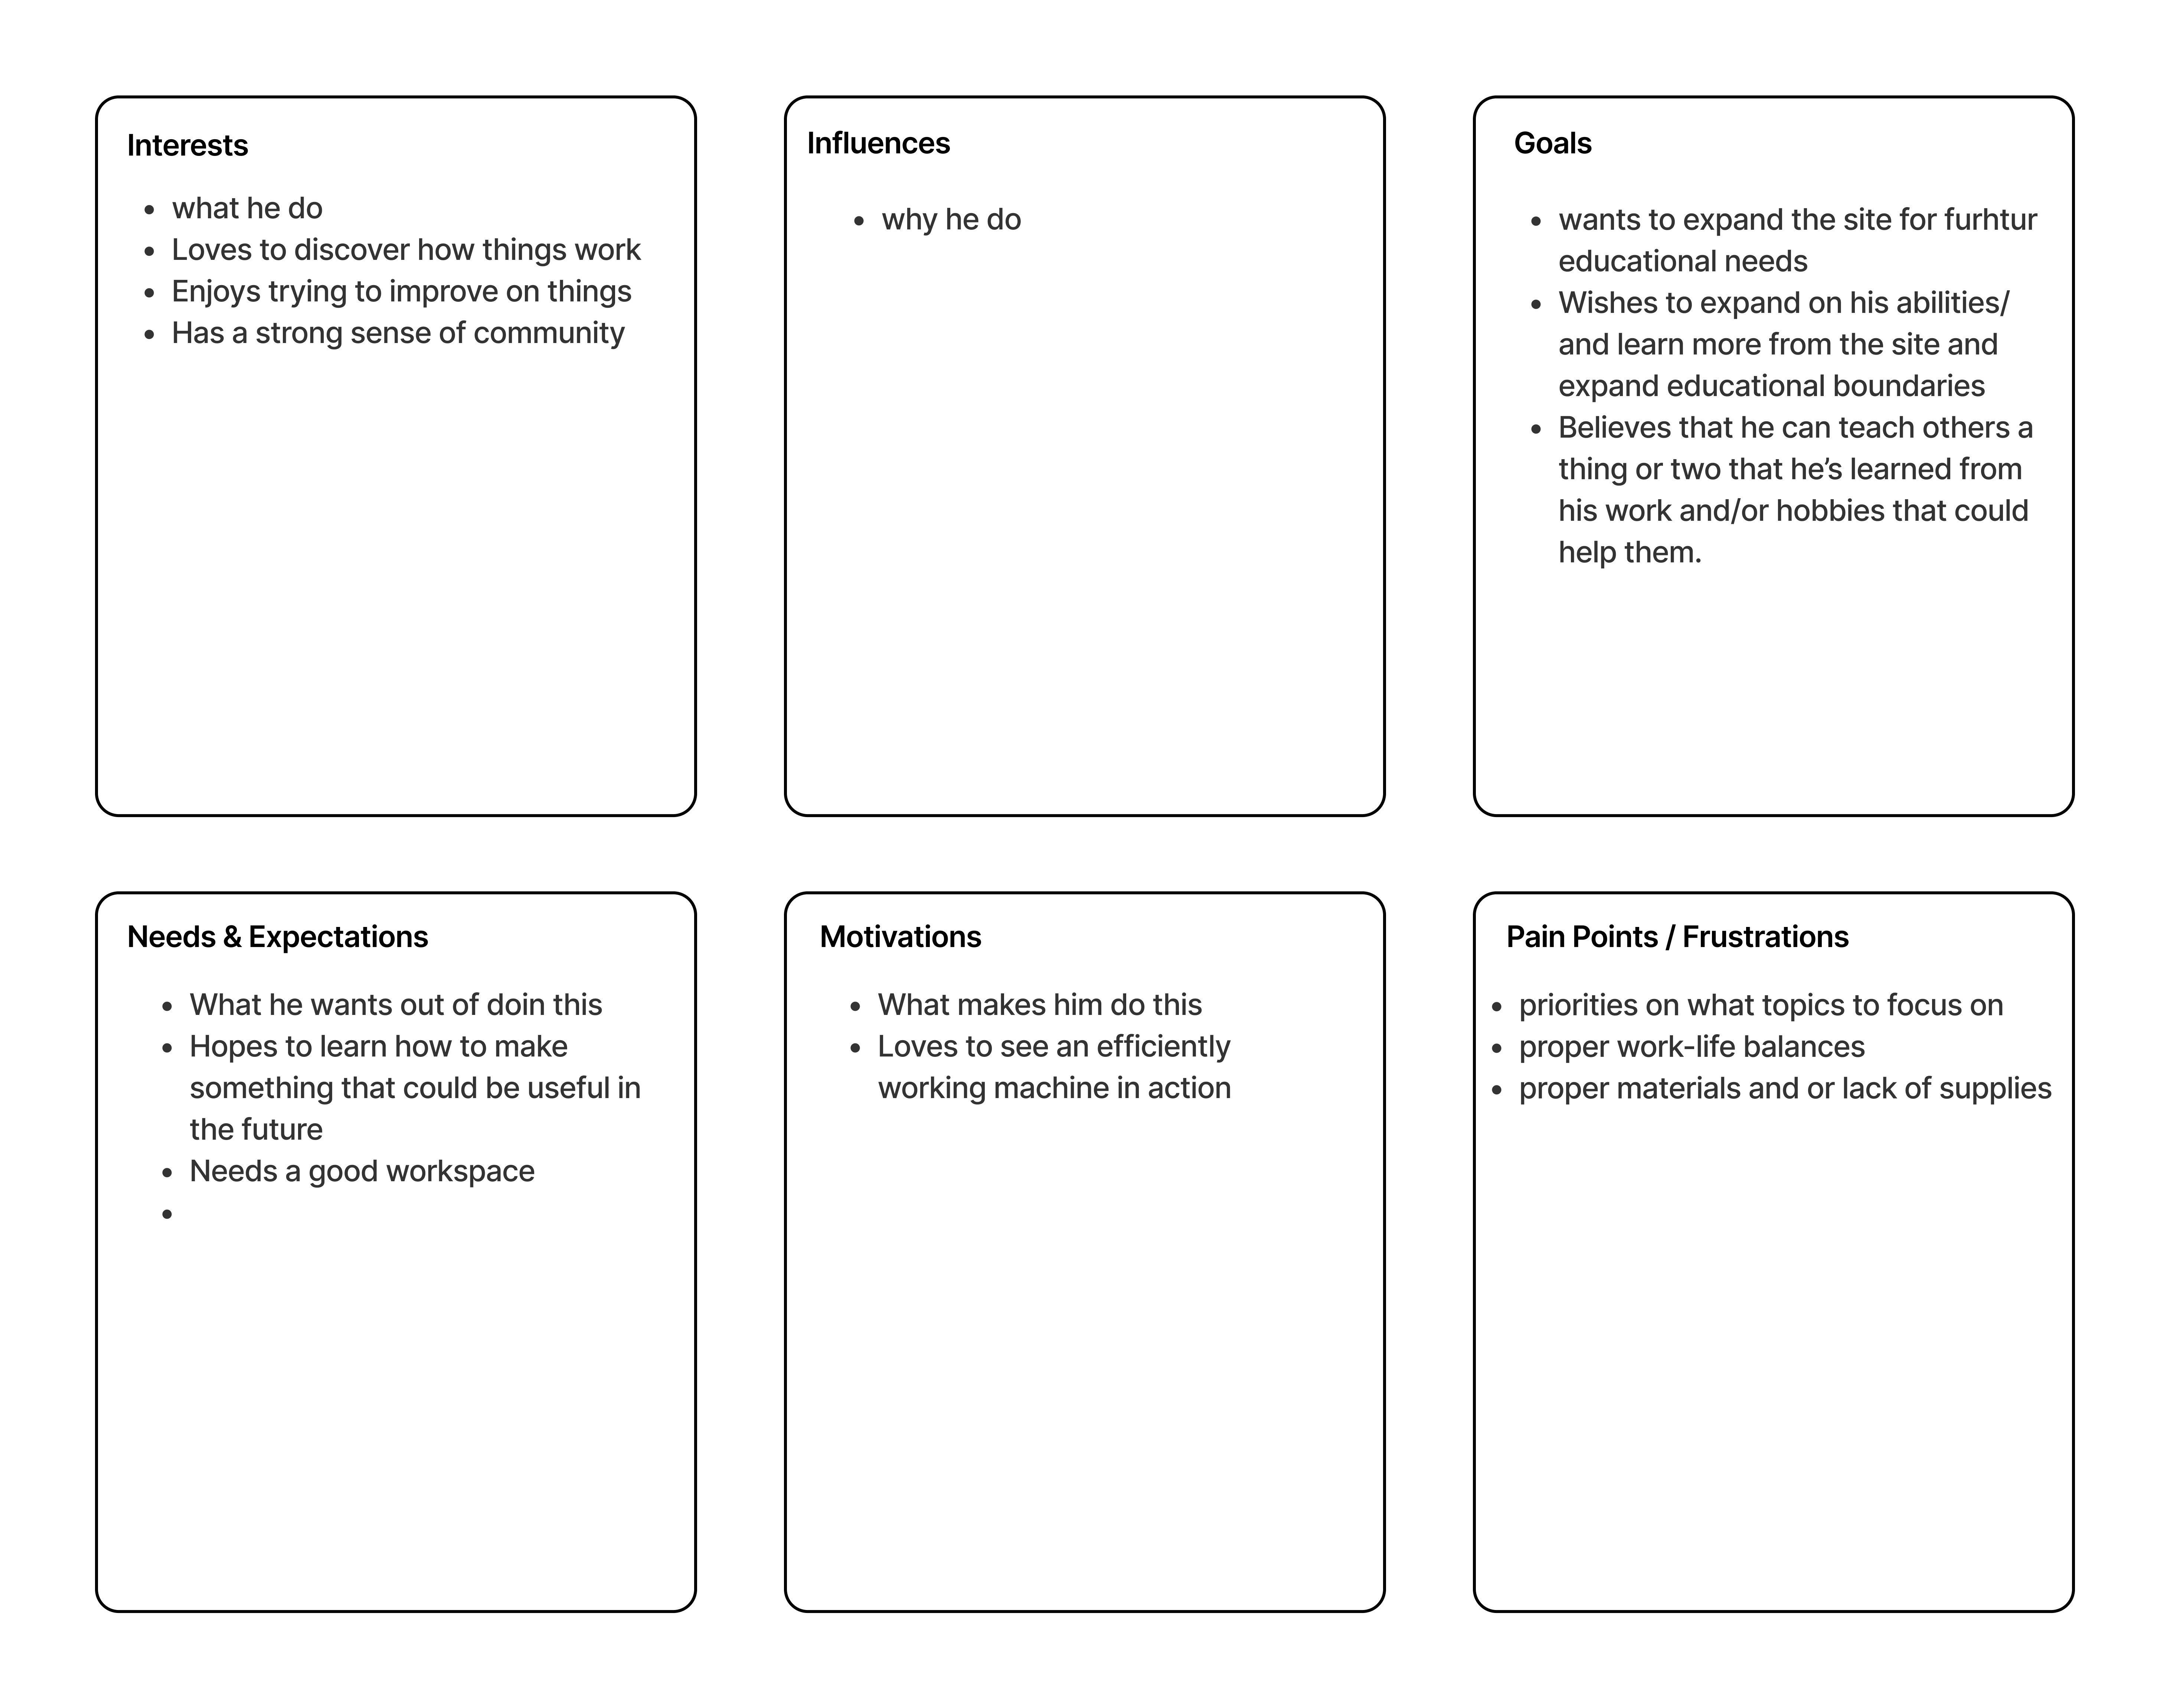 Interests
• what he do
• Loves to discover how things work
• Enjoys trying to improve on things
• Has a strong sense of community
Influences
• why he do
Goals
• wants to expand the site for furhtur
educational needs
• Wishes to expand on his abilities/
and learn more from the site and
expand educational boundaries
• Believes that he can teach others a
thing or two that he’s learned from
his work and/or hobbies that could
help them.
Needs & Expectations
• What he wants out of doin this
• Hopes to learn how to make
something that could be useful in
the future
• Needs a good workspace
•
Motivations
• What makes him do this
• Loves to see an efficiently
working machine in action
Pain Points / Frustrations
• priorities on what topics to focus on
• proper work-life balances
• proper materials and or lack of supplies